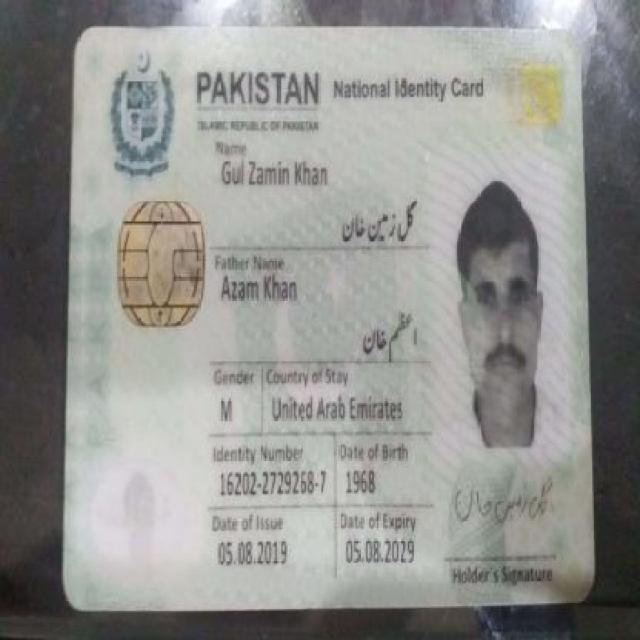 PAKISTAN National Identity Card
ISLAMIC REPUBLIC OF PAKISTAN
Name
Gul Zamin Khan
گل زمین خان
Father Name
Azam Khan
اعظم خان
Gender Country of Stay
M United Arab Emirates
Identity Number Date of Birth
16202-2729268-7 1968
Date of Issue Date of Expiry
05.08.2019 05.08.2029
Holder's Signature